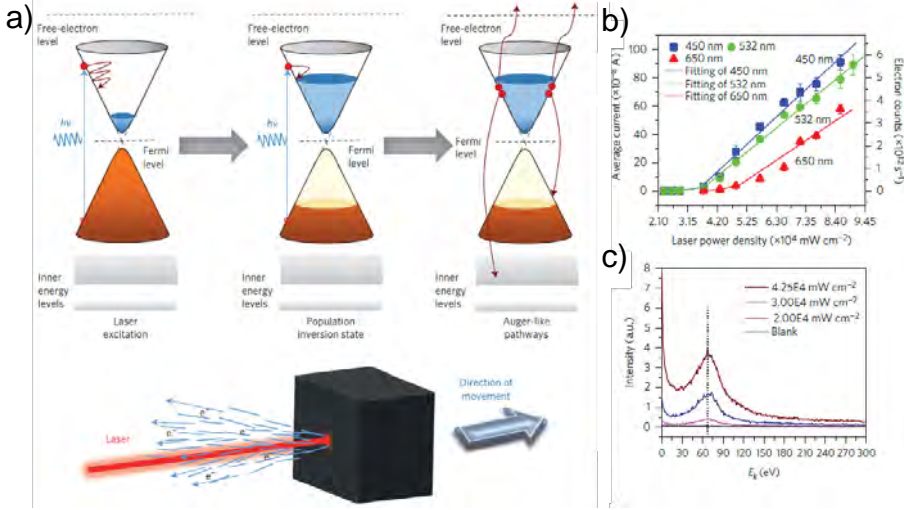 a)
Free-electron
level
hν
Fermi
level
Inner
energy
levels
Laser
excitation
Free-electron
level
hν
Fermi
level
Inner
energy
levels
Population
inversion state
Free-electron
level
Fermi
level
Inner
energy
levels
Auger-like
pathways
Laser
e⁻
e⁻
e⁻
e⁻
e⁻
Direction of
movement
b)
Average current (×10⁻⁸ A)
100
80
60
40
20
0
450 nm
532 nm
650 nm
Fitting of 450 nm
Fitting of 532 nm
Fitting of 650 nm
450 nm
532 nm
650 nm
6
5
4
3
2
1
0
Electron counts (×10¹² s⁻¹)
2.10
3.15
4.20
5.25
6.30
7.35
8.40
9.45
Laser power density (×10⁴ mW cm⁻²)
c)
Intensity (a.u.)
8
7
6
5
4
3
2
1
0
4.25E4 mW cm⁻²
3.00E4 mW cm⁻²
2.00E4 mW cm⁻²
Blank
0
30
60
90
120
150
180
210
240
270
300
(eV)